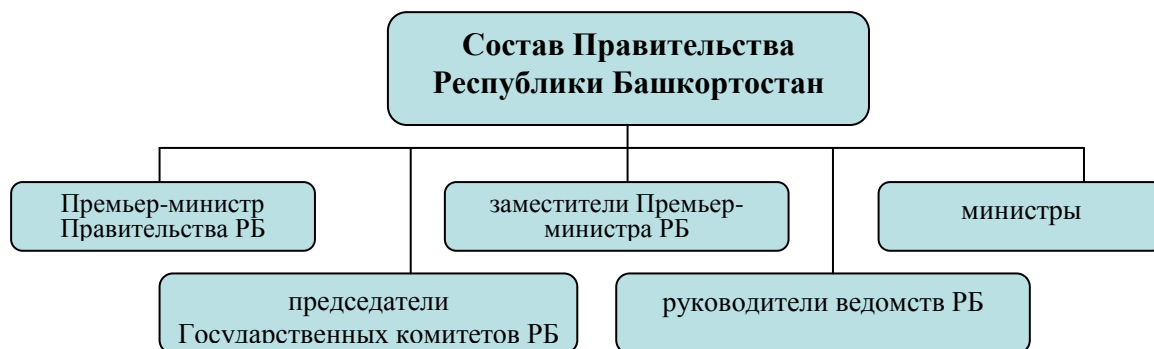 Состав Правительства
Республики Башкортостан
Премьер-министр
Правительства РБ
заместители Премьер-
министра РБ
министры
председатели
Государственных комитетов РБ
руководители ведомств РБ